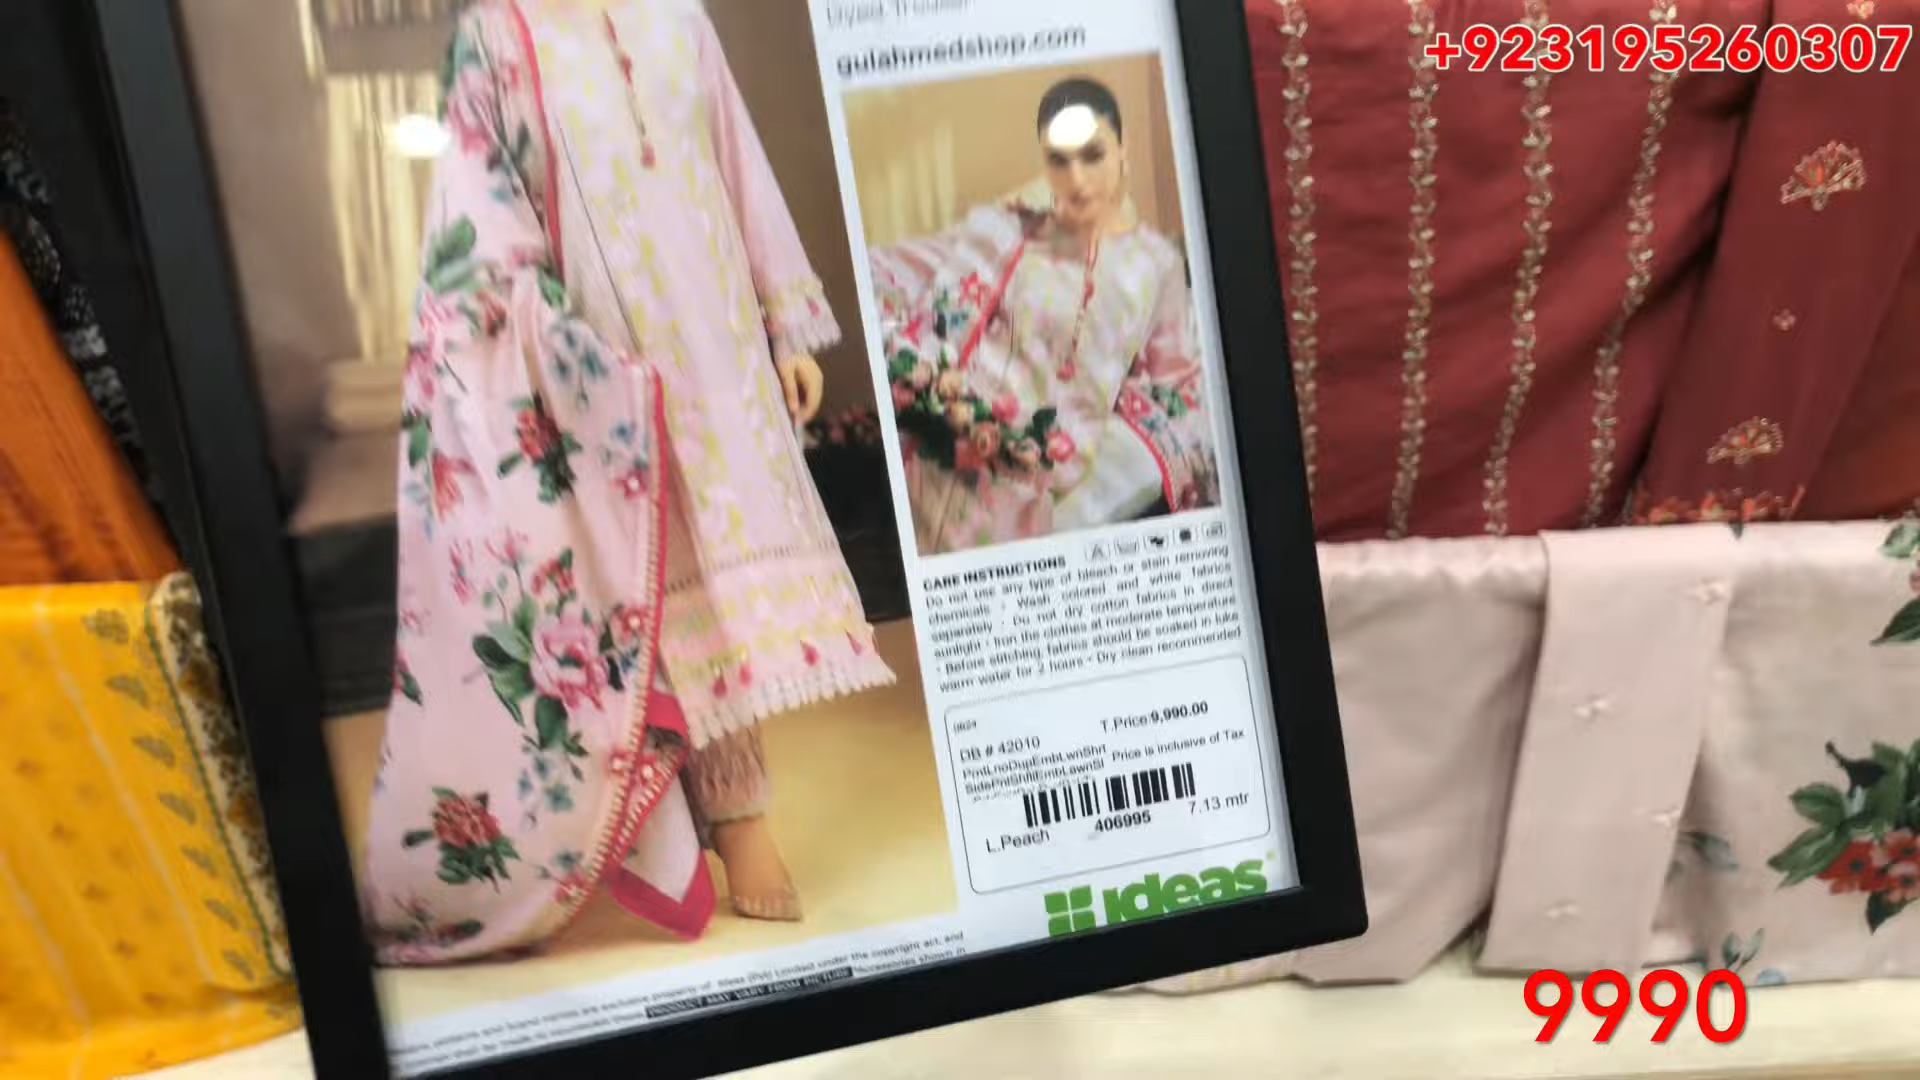 +923195260307
gulahmedshop.com
CARE INSTRUCTIONS
Do not use any type of bleach or stain removing
chemicals · Wash colored and white fabrics
separately · Do not dry cotton fabrics in direct
sunlight · Iron the clothes at moderate temperature
· Before stitching, fabrics should be soaked in luke
warm water for 2 hours · Dry clean recommended
T.Price:9,990.00
DB # 42010
PrntLnoDupEmbLwnShrt Price is inclusive of Tax
L.Peach
406995
7.13 mtr
ideas
9990